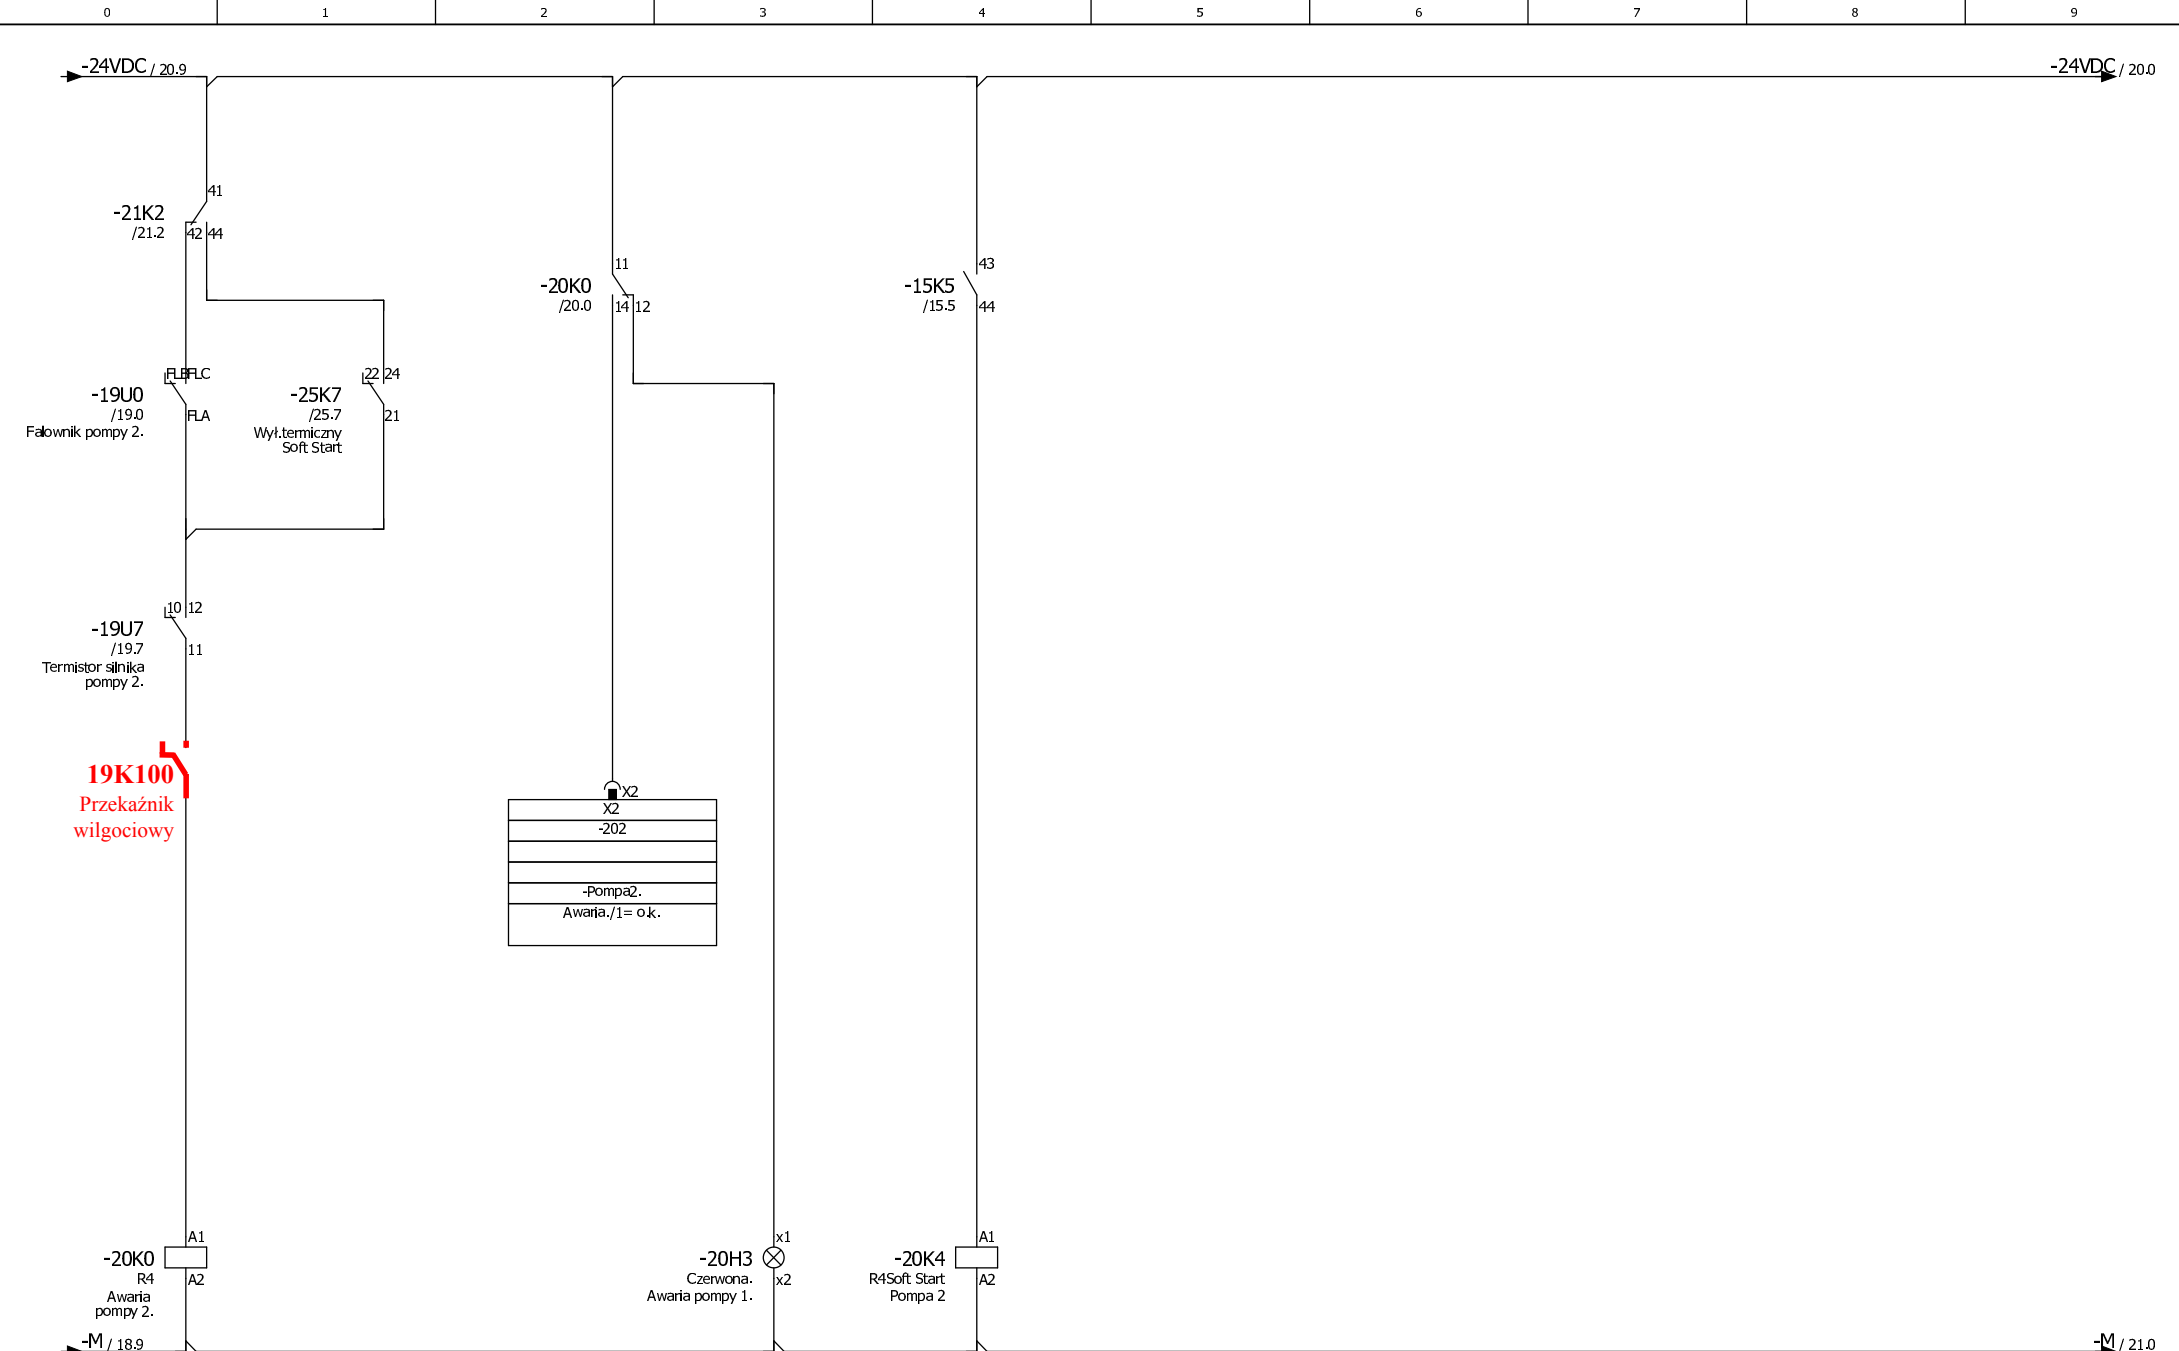 0 1 2 3 4 5 6 7 8 9
-24VDC / 20.9
-24VDC / 20.0
41
-21K2
/21.2
42 44
11
-20K0
/20.0
14 12
43
-15K5
/15.5
44
FLB FLC
-19U0
/19.0
FLA
Falownik pompy 2.
22 24
-25K7
/25.7
21
Wył.termiczny
Soft Start
10 12
-19U7
/19.7
11
Termistor silnika
pompy 2.
19K100
Przekaźnik
wilgociowy
X2
X2
-202
-Pompa2.
Awaria./1= o.k.
A1
-20K0
R4
A2
Awaria
pompy 2.
x1
-20H3
Czerwona.
x2
Awaria pompy 1.
A1
-20K4
R4Soft Start
A2
Pompa 2
-M / 18.9
-M / 21.0